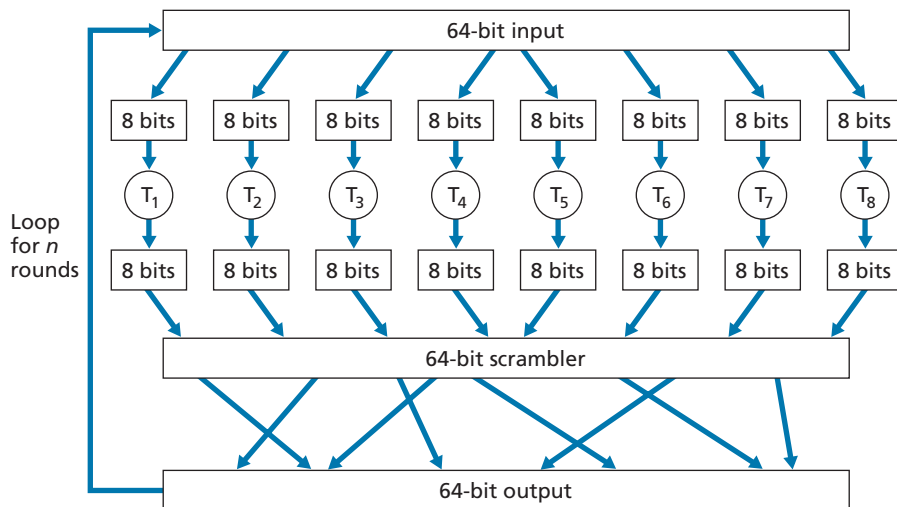 64-bit input
8 bits 8 bits 8 bits 8 bits 8 bits 8 bits 8 bits 8 bits
T1 T2 T3 T4 T5 T6 T7 T8
Loop
for n
rounds
8 bits 8 bits 8 bits 8 bits 8 bits 8 bits 8 bits 8 bits
64-bit scrambler
64-bit output